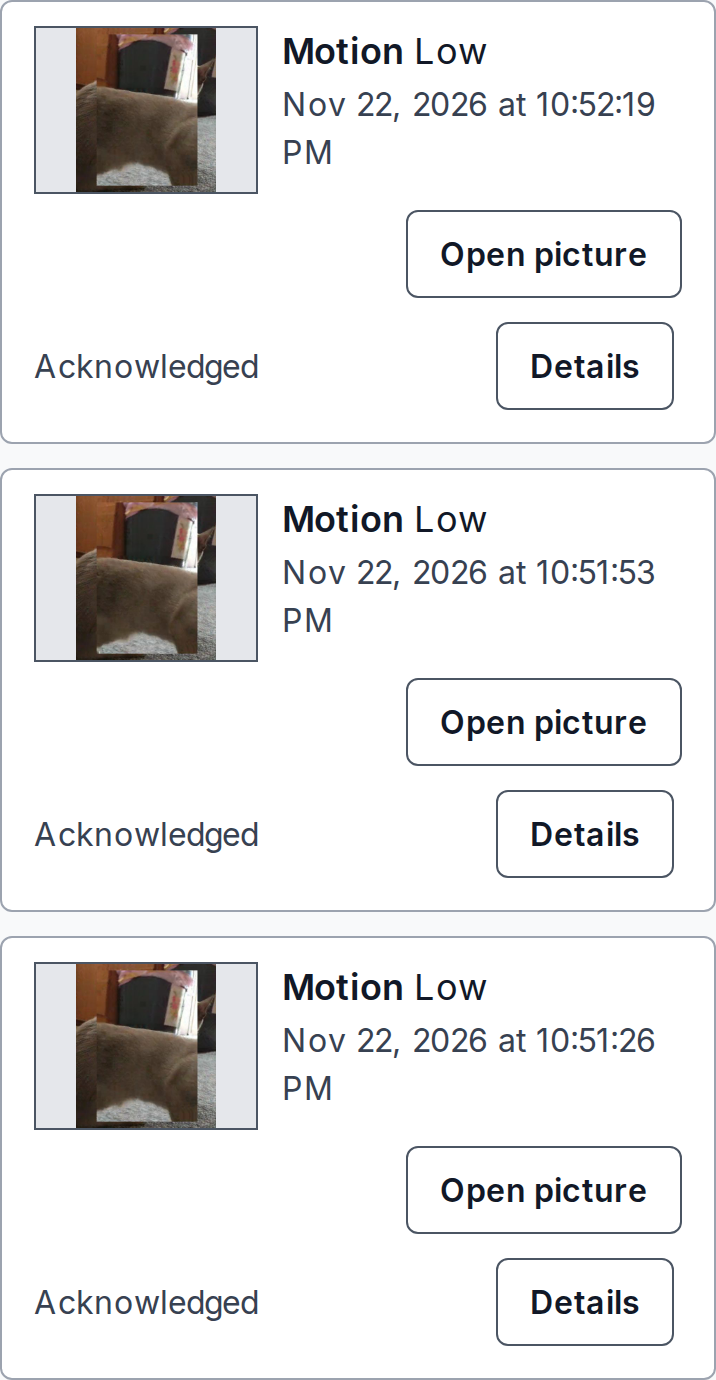 Motion Low
Nov 22, 2026 at 10:52:19
PM
Open picture
Acknowledged
Details
Motion Low
Nov 22, 2026 at 10:51:53
PM
Open picture
Acknowledged
Details
Motion Low
Nov 22, 2026 at 10:51:26
PM
Open picture
Acknowledged
Details